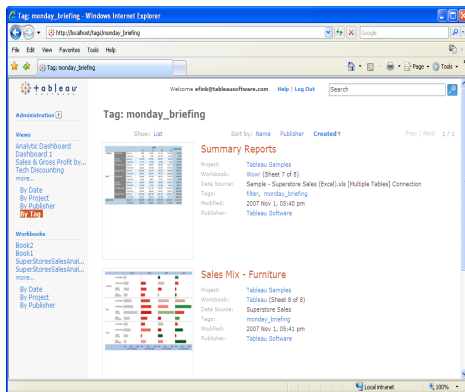 Tag: monday_briefing - Windows Internet Explorer
http://localhost/tags/monday_briefing
Google
File Edit View Favorites Tools Help
Tag: monday_briefing
Page Tools
+ableau
Welcome efink@tableausoftware.com Help | Log Out Search
Administration
Tag: monday_briefing
Show: List Sort by: Name Publisher Created↑ Prev | Next 1 / 1
Views
Analytic Dashboard
Dashboard 1
Sales & Gross Profit by...
Tech Discounting
more...
By Date
By Project
By Publisher
By Tag
Workbooks
Book2
Book1
SuperStoresSalesAnal...
SuperStoresSalesAnal...
more...
By Date
By Project
By Publisher
Summary Reports
Project: Tableau Samples
Workbook: Wow! (Sheet 7 of 8)
Data Source: Sample - Superstore Sales (Excel).xls [Multiple Tables] Connection
Tags: filter, monday_briefing
Modified: 2007 Nov 1, 05:40 pm
Publisher: Tableau Software
Sales Mix - Furniture
Project: Tableau Samples
Workbook: Tableau (Sheet 8 of 8)
Data Source: Superstore Sales
Tags: monday_briefing
Modified: 2007 Nov 1, 05:41 pm
Publisher: Tableau Software
Local intranet 100%